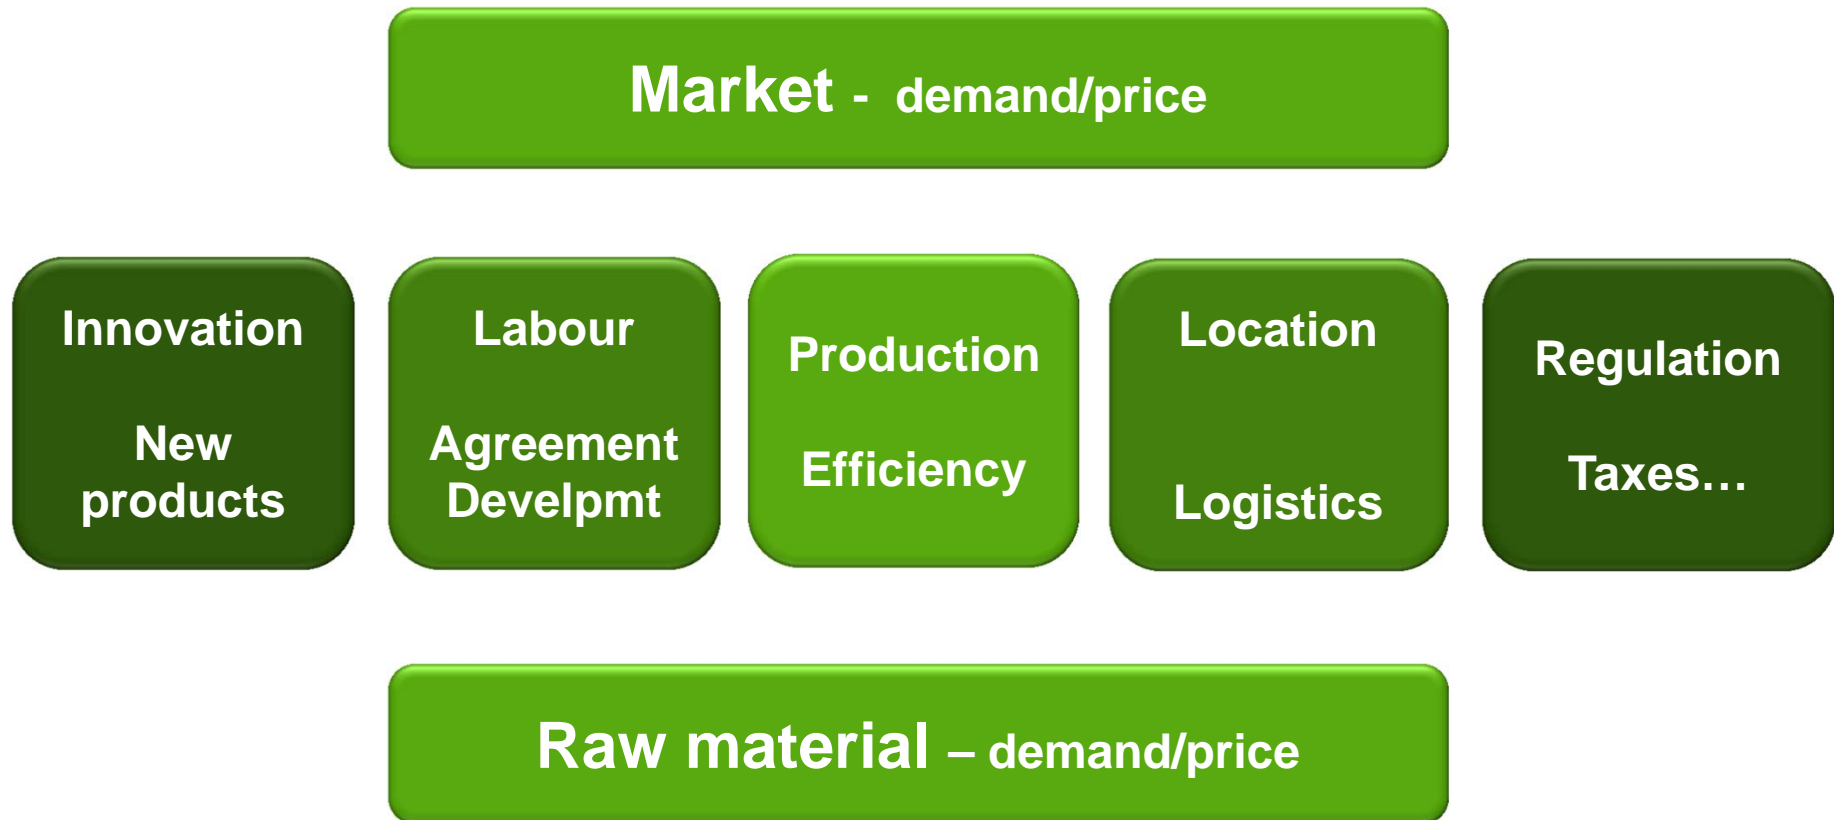 Market - demand/price
Innovation
New
products
Labour
Agreement
Develpmt
Production
Efficiency
Location
Logistics
Regulation
Taxes…
Raw material – demand/price